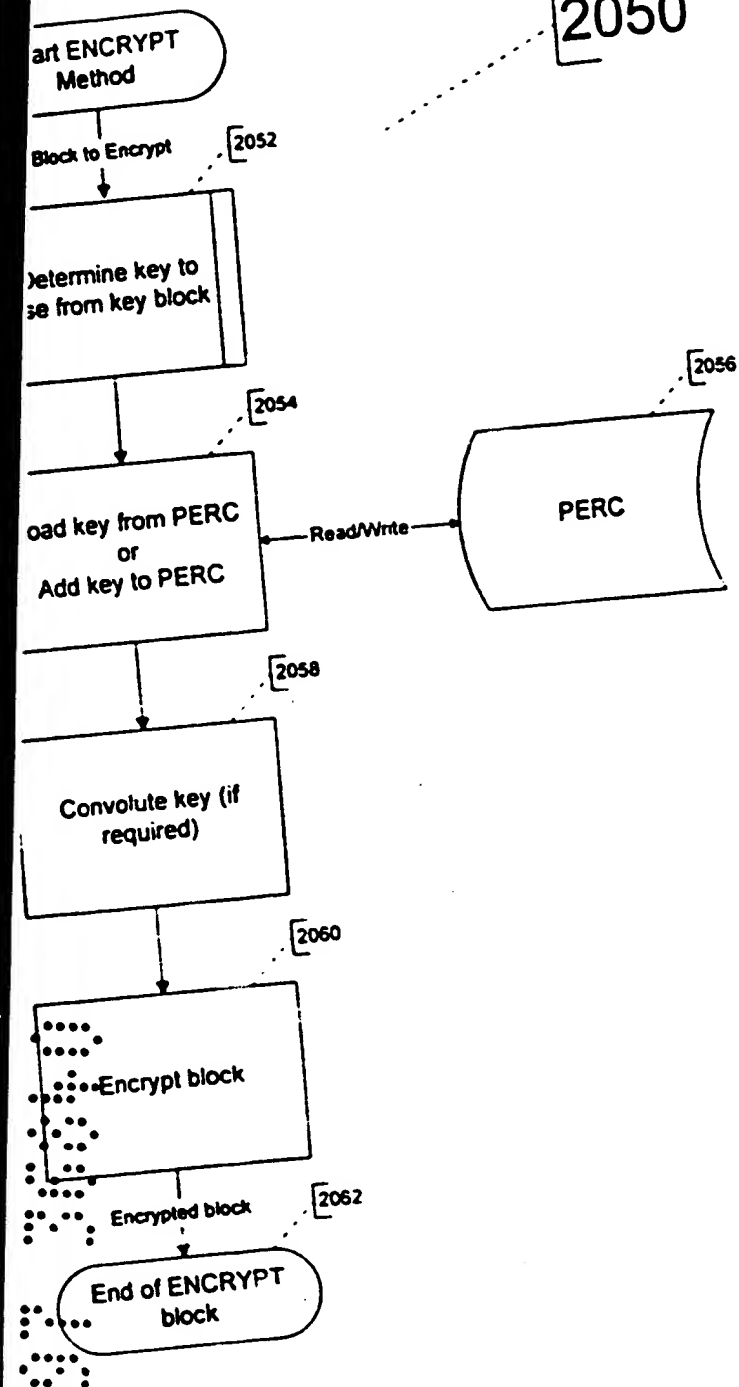 2050
art ENCRYPT
Method
Block to Encrypt
2052
etermine key to
se from key block
2054
2056
oad key from PERC
or
Add key to PERC
Read/Write
PERC
2058
Convolute key (if
required)
2060
Encrypt block
Encrypted block
2062
End of ENCRYPT
block